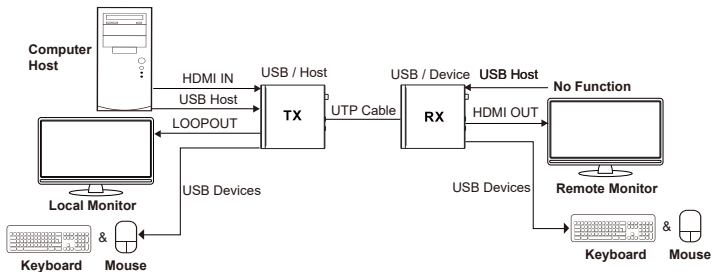 Computer
Host
HDMI IN
USB Host
LOOPOUT
USB / Host
TX
UTP Cable
USB / Device
RX
USB Host
No Function
HDMI OUT
USB Devices
Local Monitor
&
Keyboard Mouse
USB Devices
Remote Monitor
&
Keyboard Mouse